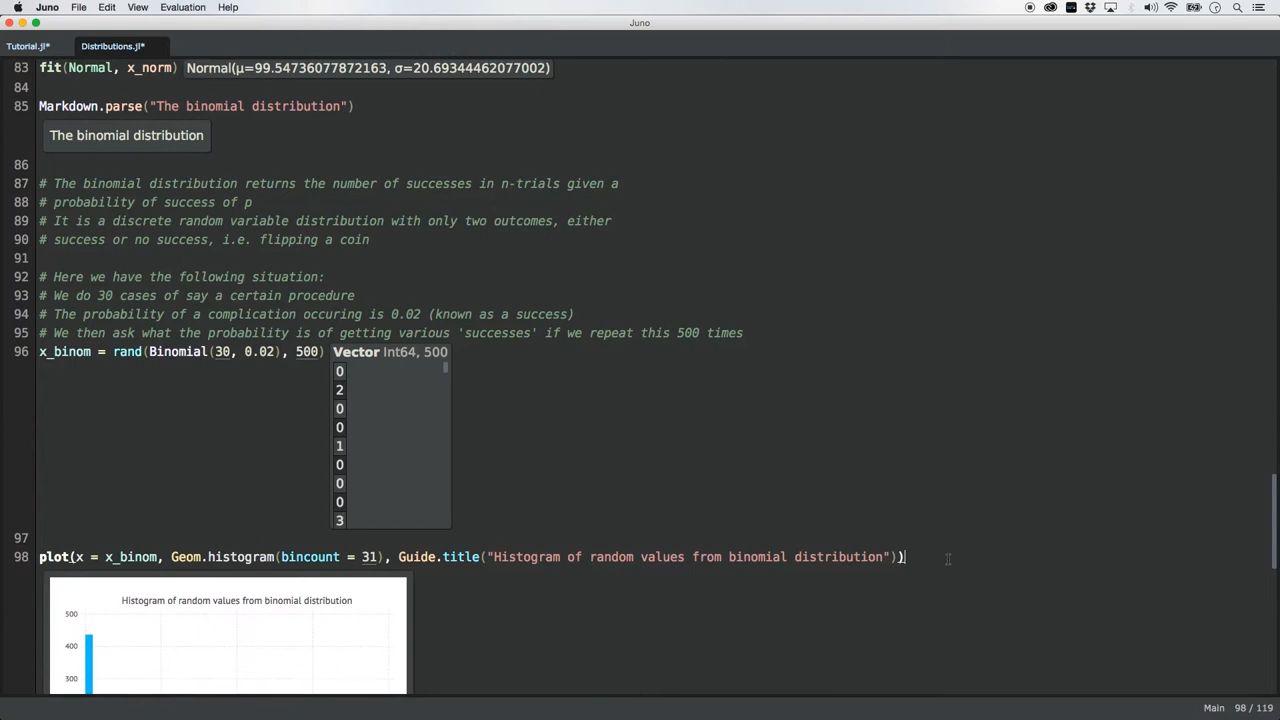 Juno File Edit View Evaluation Help
Juno
Tutorial.jl* Distributions.jl*
83 fit(Normal, x_norm) Normal(μ=99.54736077872163, σ=20.69344462077002)
84
85 Markdown.parse("The binomial distribution")
The binomial distribution
86
87 # The binomial distribution returns the number of successes in n-trials given a
88 # probability of success of p
89 # It is a discrete random variable distribution with only two outcomes, either
90 # success or no success, i.e. flipping a coin
91
92 # Here we have the following situation:
93 # We do 30 cases of say a certain procedure
94 # The probability of a complication occuring is 0.02 (known as a success)
95 # We then ask what the probability is of getting various 'successes' if we repeat this 500 times
96 x_binom = rand(Binomial(30, 0.02), 500) Vector Int64, 500
0
2
0
0
1
0
0
0
3
97
98 plot(x = x_binom, Geom.histogram(bincount = 31), Guide.title("Histogram of random values from binomial distribution"))
Histogram of random values from binomial distribution
500
400
300
Main 98 / 119